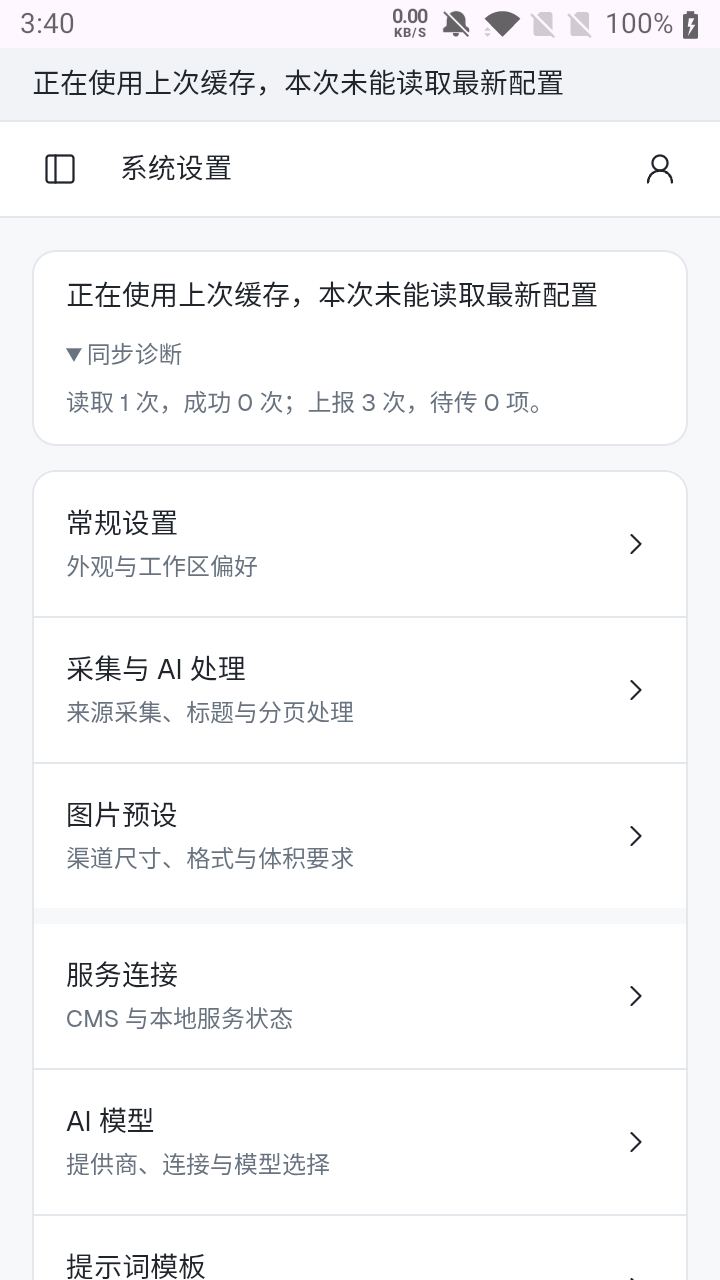 3:40
0.00
KB/S
100%
正在使用上次缓存，本次未能读取最新配置
系统设置
正在使用上次缓存，本次未能读取最新配置
▼同步诊断
读取 1 次，成功 0 次；上报 3 次，待传 0 项。
常规设置
外观与工作区偏好
采集与 AI 处理
来源采集、标题与分页处理
图片预设
渠道尺寸、格式与体积要求
服务连接
CMS 与本地服务状态
AI 模型
提供商、连接与模型选择
提示词模板